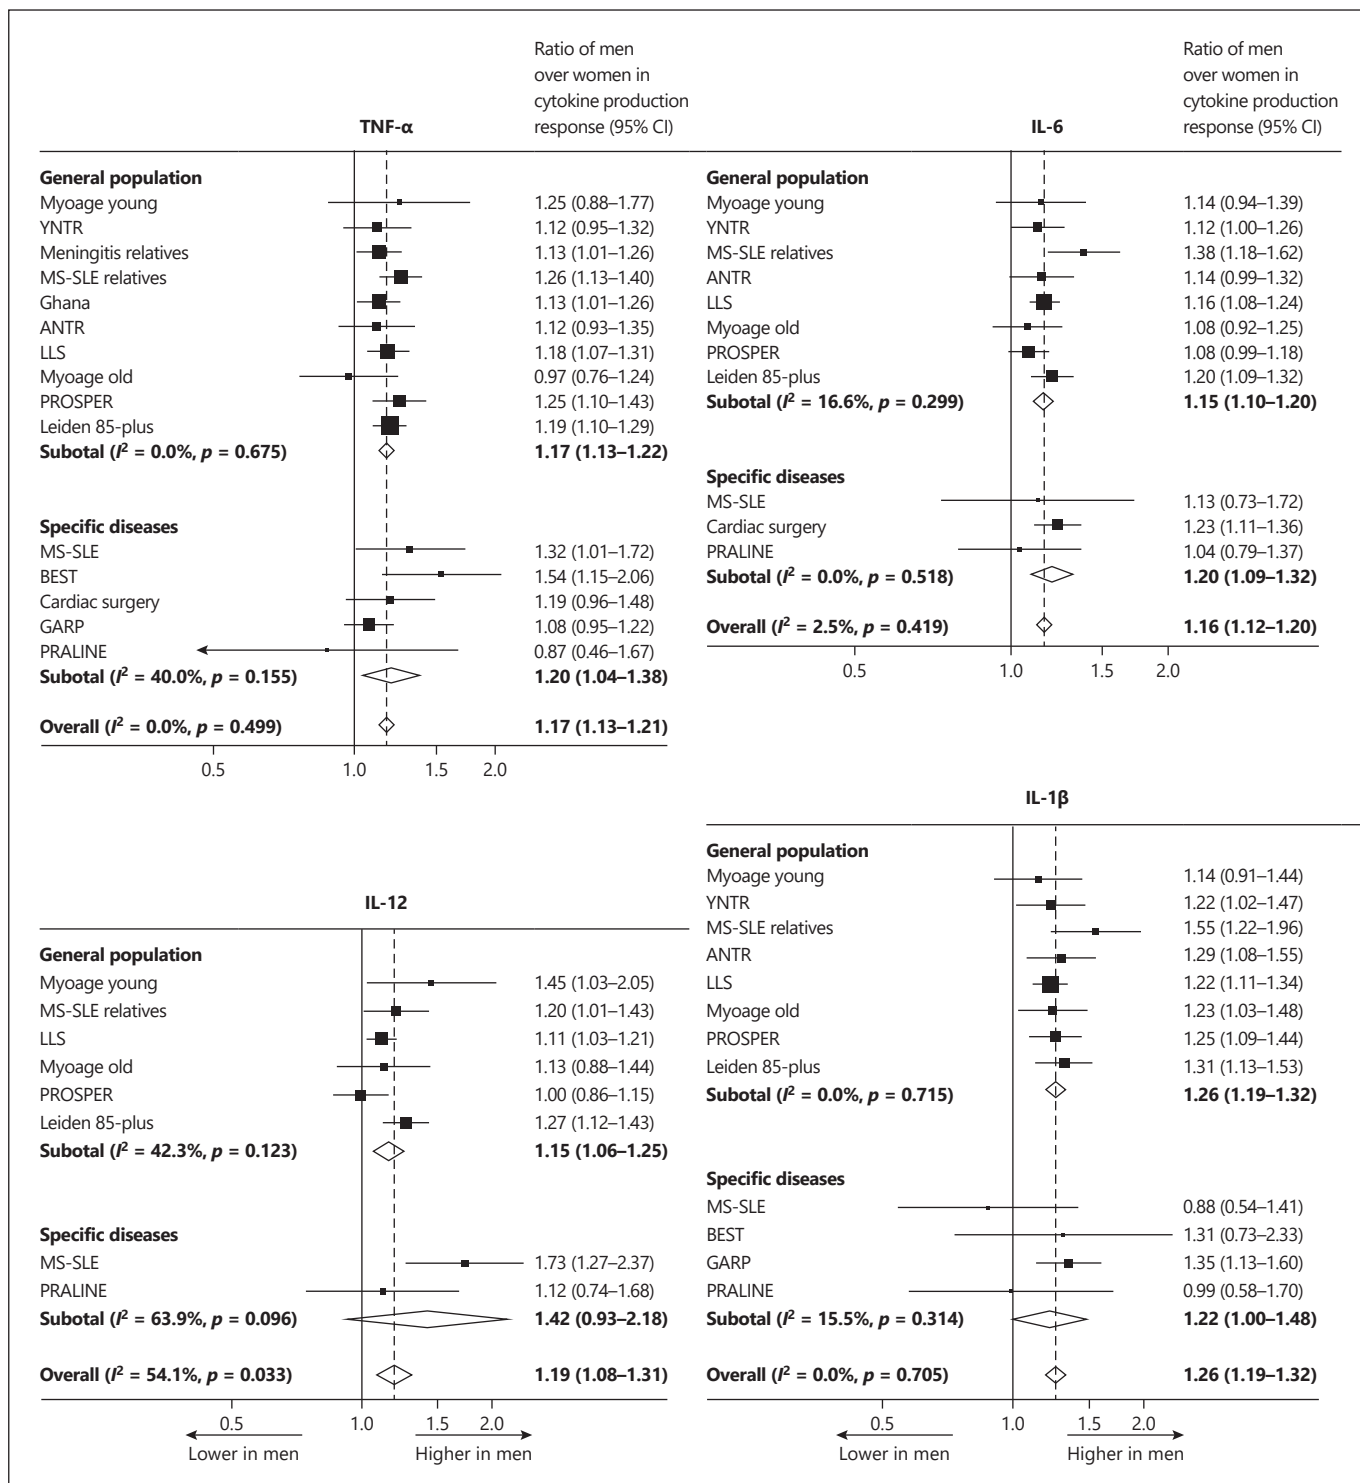 TNF-α
Ratio of men
over women in
cytokine production
response (95% CI)
General population
Myoage young 1.25 (0.88–1.77)
YNTR 1.12 (0.95–1.32)
Meningitis relatives 1.13 (1.01–1.26)
MS-SLE relatives 1.26 (1.13–1.40)
Ghana 1.13 (1.01–1.26)
ANTR 1.12 (0.93–1.35)
LLS 1.18 (1.07–1.31)
Myoage old 0.97 (0.76–1.24)
PROSPER 1.25 (1.10–1.43)
Leiden 85-plus 1.19 (1.10–1.29)
Subotal (I² = 0.0%, p = 0.675) 1.17 (1.13–1.22)
Specific diseases
MS-SLE 1.32 (1.01–1.72)
BEST 1.54 (1.15–2.06)
Cardiac surgery 1.19 (0.96–1.48)
GARP 1.08 (0.95–1.22)
PRALINE 0.87 (0.46–1.67)
Subotal (I² = 40.0%, p = 0.155) 1.20 (1.04–1.38)
Overall (I² = 0.0%, p = 0.499) 1.17 (1.13–1.21)
0.5 1.0 1.5 2.0
IL-6
Ratio of men
over women in
cytokine production
response (95% CI)
General population
Myoage young 1.14 (0.94–1.39)
YNTR 1.12 (1.00–1.26)
MS-SLE relatives 1.38 (1.18–1.62)
ANTR 1.14 (0.99–1.32)
LLS 1.16 (1.08–1.24)
Myoage old 1.08 (0.92–1.25)
PROSPER 1.08 (0.99–1.18)
Leiden 85-plus 1.20 (1.09–1.32)
Subotal (I² = 16.6%, p = 0.299) 1.15 (1.10–1.20)
Specific diseases
MS-SLE 1.13 (0.73–1.72)
Cardiac surgery 1.23 (1.11–1.36)
PRALINE 1.04 (0.79–1.37)
Subotal (I² = 0.0%, p = 0.518) 1.20 (1.09–1.32)
Overall (I² = 2.5%, p = 0.419) 1.16 (1.12–1.20)
0.5 1.0 1.5 2.0
IL-12
General population
Myoage young 1.45 (1.03–2.05)
MS-SLE relatives 1.20 (1.01–1.43)
LLS 1.11 (1.03–1.21)
Myoage old 1.13 (0.88–1.44)
PROSPER 1.00 (0.86–1.15)
Leiden 85-plus 1.27 (1.12–1.43)
Subotal (I² = 42.3%, p = 0.123) 1.15 (1.06–1.25)
Specific diseases
MS-SLE 1.73 (1.27–2.37)
PRALINE 1.12 (0.74–1.68)
Subotal (I² = 63.9%, p = 0.096) 1.42 (0.93–2.18)
Overall (I² = 54.1%, p = 0.033) 1.19 (1.08–1.31)
0.5 1.0 1.5 2.0
Lower in men Higher in men
IL-1β
General population
Myoage young 1.14 (0.91–1.44)
YNTR 1.22 (1.02–1.47)
MS-SLE relatives 1.55 (1.22–1.96)
ANTR 1.29 (1.08–1.55)
LLS 1.22 (1.11–1.34)
Myoage old 1.23 (1.03–1.48)
PROSPER 1.25 (1.09–1.44)
Leiden 85-plus 1.31 (1.13–1.53)
Subotal (I² = 0.0%, p = 0.715) 1.26 (1.19–1.32)
Specific diseases
MS-SLE 0.88 (0.54–1.41)
BEST 1.31 (0.73–2.33)
GARP 1.35 (1.13–1.60)
PRALINE 0.99 (0.58–1.70)
Subotal (I² = 15.5%, p = 0.314) 1.22 (1.00–1.48)
Overall (I² = 0.0%, p = 0.705) 1.26 (1.19–1.32)
0.5 1.0 1.5 2.0
Lower in men Higher in men